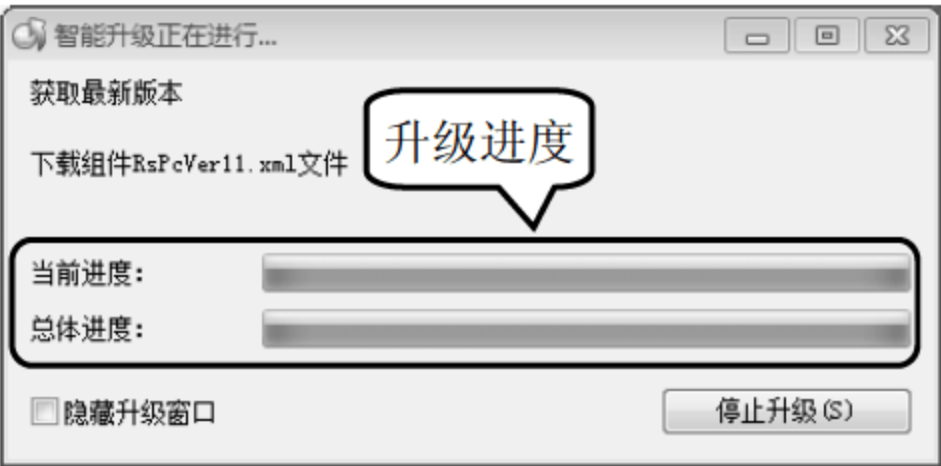 智能升级正在进行...
获取最新版本
升级进度
下载组件RsPcVer11.xml文件
当前进度:
总体进度:
隐藏升级窗口
停止升级(S)